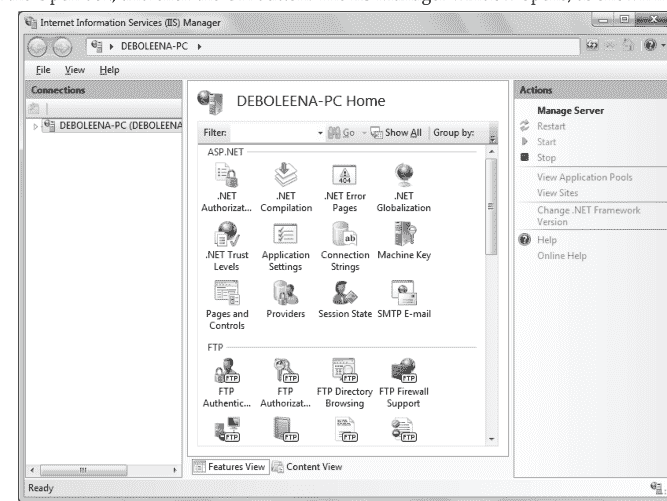 Internet Information Services (IIS) Manager
DEBOLEENA-PC
File View Help
Connections
DEBOLEENA-PC (DEBOLEENA
DEBOLEENA-PC Home
Filter: Go Show All Group by:
ASP.NET
.NET Authorizat...
.NET Compilation
.NET Error Pages
.NET Globalization
.NET Trust Levels
Application Settings
Connection Strings
Machine Key
Pages and Controls
Providers
Session State
SMTP E-mail
FTP
FTP Authentic...
FTP Authorizat...
FTP Directory Browsing
FTP Firewall Support
Features View Content View
Actions
Manage Server
Restart
Start
Stop
View Application Pools
View Sites
Change .NET Framework
Version
Help
Online Help
Ready